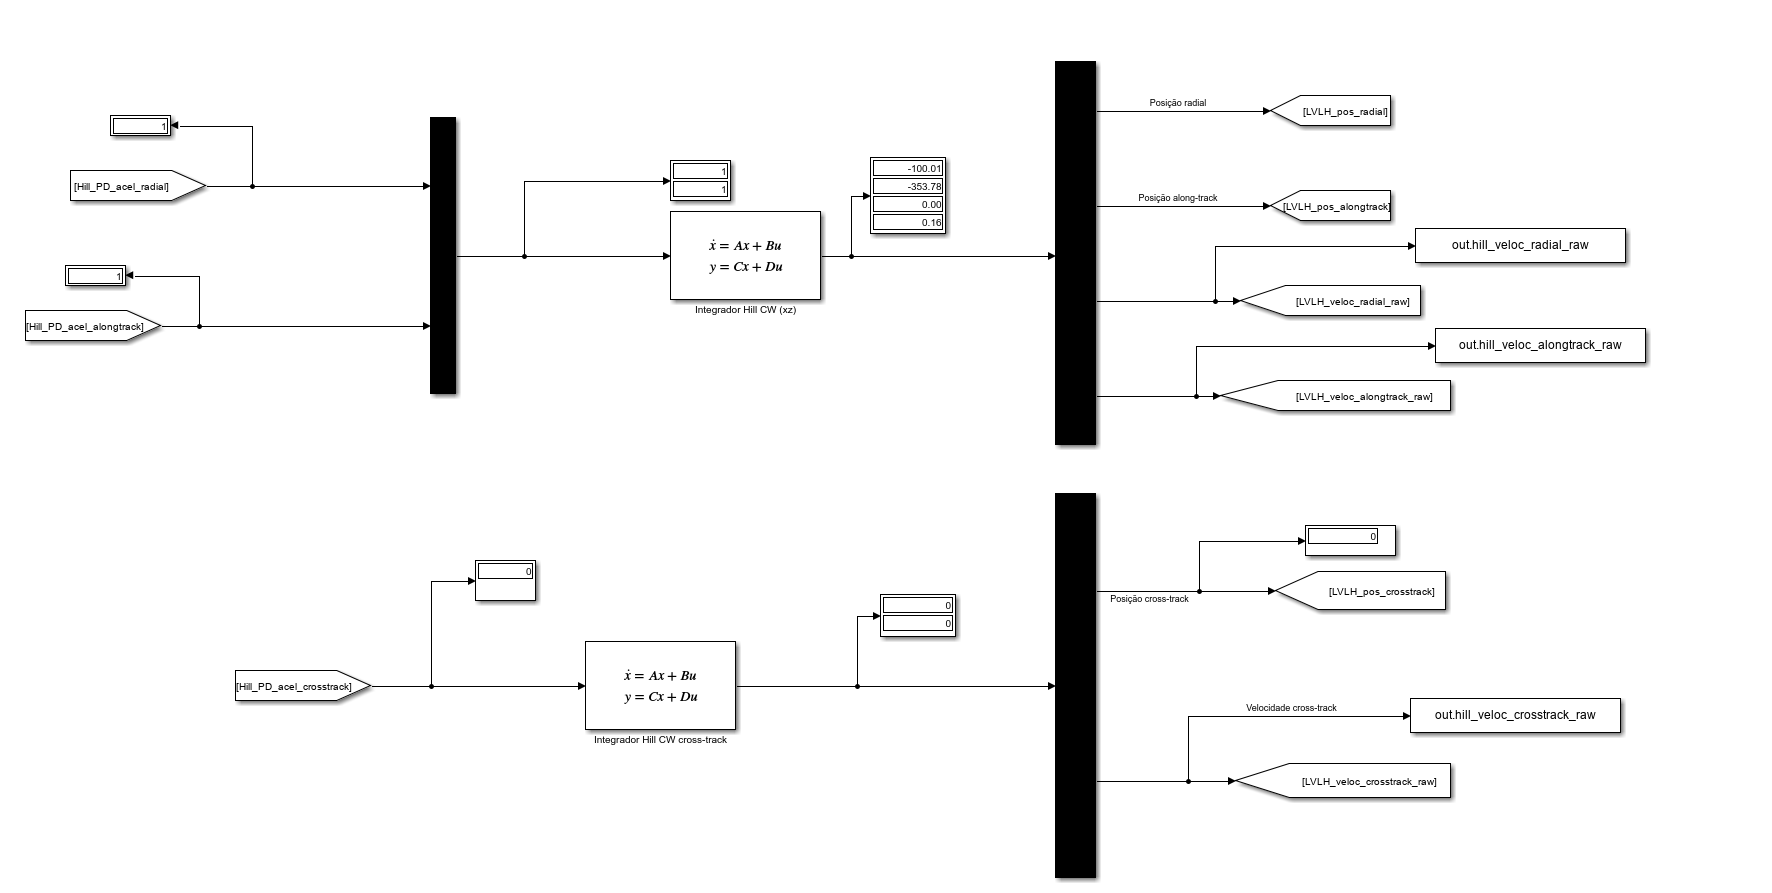 1
[Hill_PD_acel_radial]
1
[Hill_PD_acel_alongtrack]
1
1
ẋ = Ax + Bu
y = Cx + Du
Integrador Hill CW (xz)
-100.01
-353.78
0.00
0.16
Posição radial
[LVLH_pos_radial]
Posição along-track
[LVLH_pos_alongtrack]
out.hill_veloc_radial_raw
[LVLH_veloc_radial_raw]
out.hill_veloc_alongtrack_raw
[LVLH_veloc_alongtrack_raw]
[Hill_PD_acel_crosstrack]
0
ẋ = Ax + Bu
y = Cx + Du
Integrador Hill CW cross-track
0
0
0
Posição cross-track
[LVLH_pos_crosstrack]
Velocidade cross-track
out.hill_veloc_crosstrack_raw
[LVLH_veloc_crosstrack_raw]